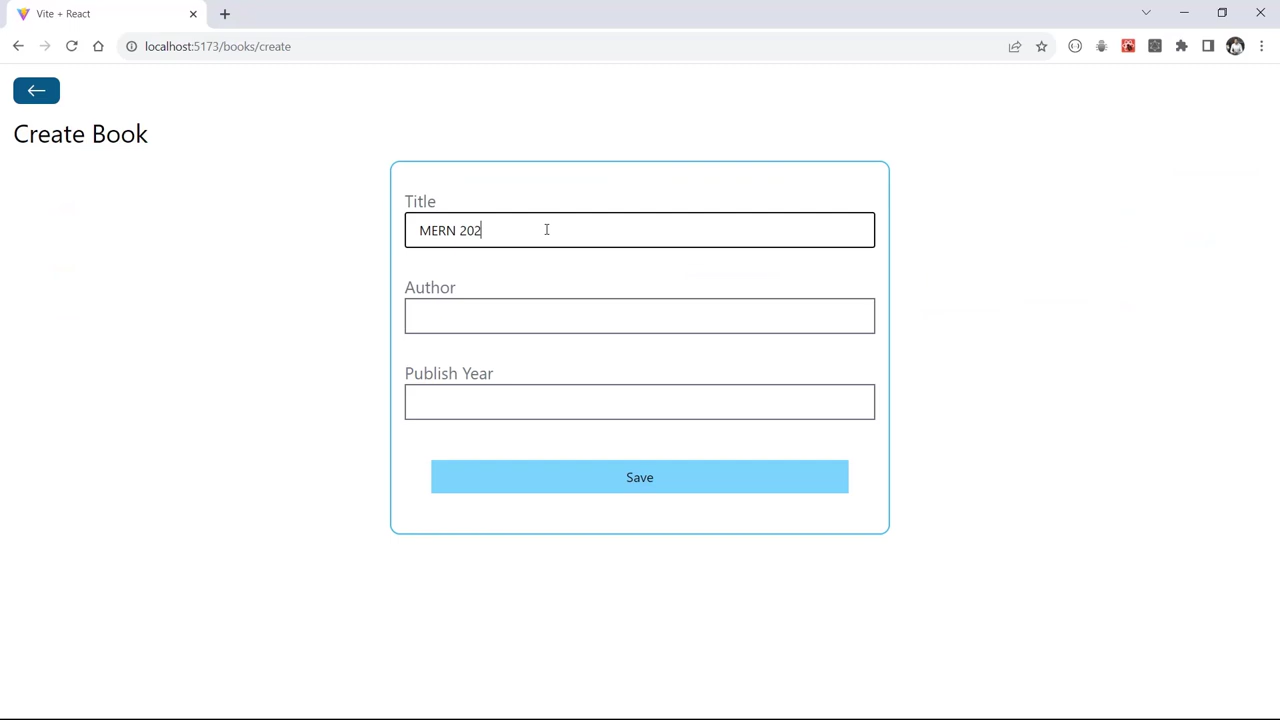 Vite + React
localhost:5173/books/create
Create Book
Title
MERN 202
Author
Publish Year
Save